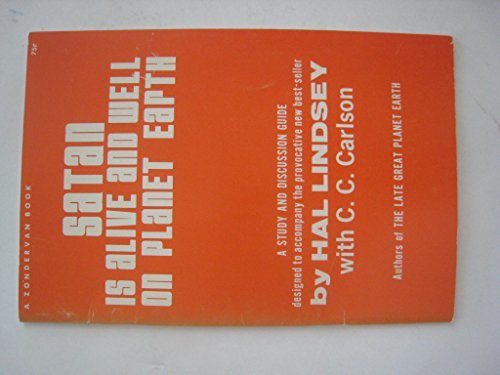 A ZONDERVAN BOOK 75¢
SaTaN
IS aLIVE aND WELL
ON PLANET EarTH
A STUDY AND DISCUSSION GUIDE
designed to accompany the provocative new best-seller
by HAL LINDSEY
with C. C. Carlson
Authors of THE LATE GREAT PLANET EARTH